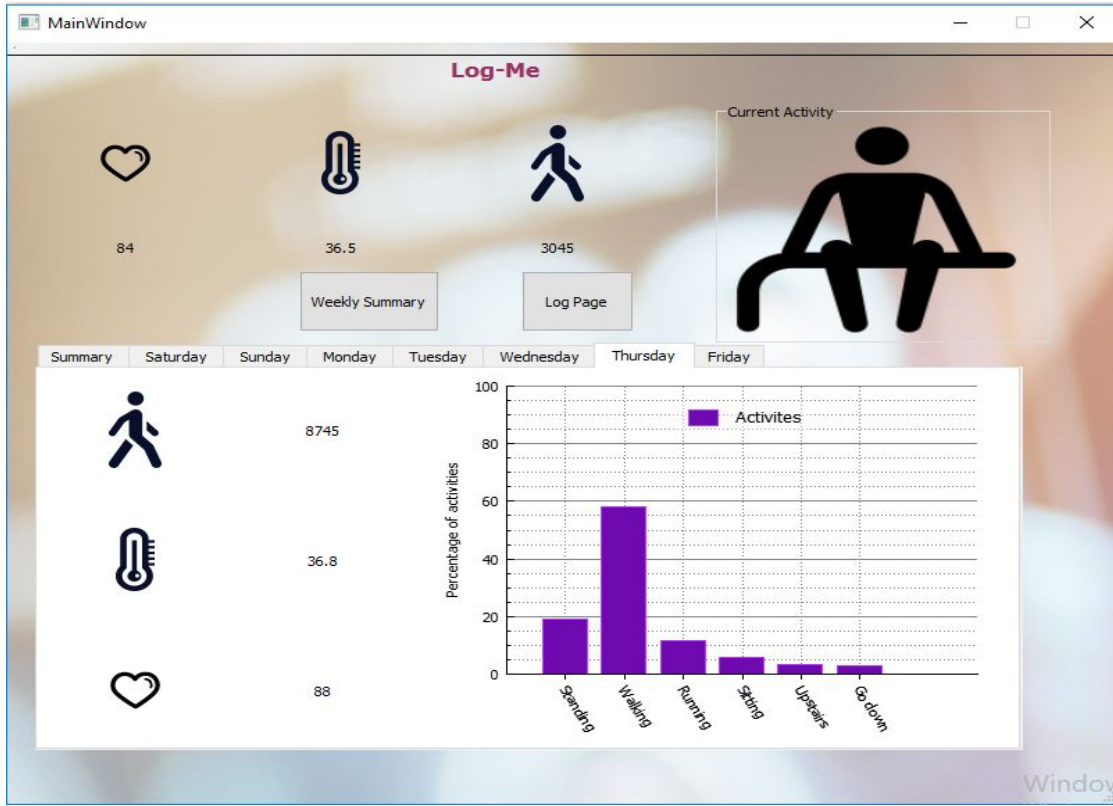 MainWindow
Log-Me
Current Activity
84 36.5 3045
Weekly Summary Log Page
Summary Saturday Sunday Monday Tuesday Wednesday Thursday Friday
8745
36.8
88
Percentage of activities
100
80
60
40
20
0
Activites
Standing Walking Running Sitting Upstairs Go down